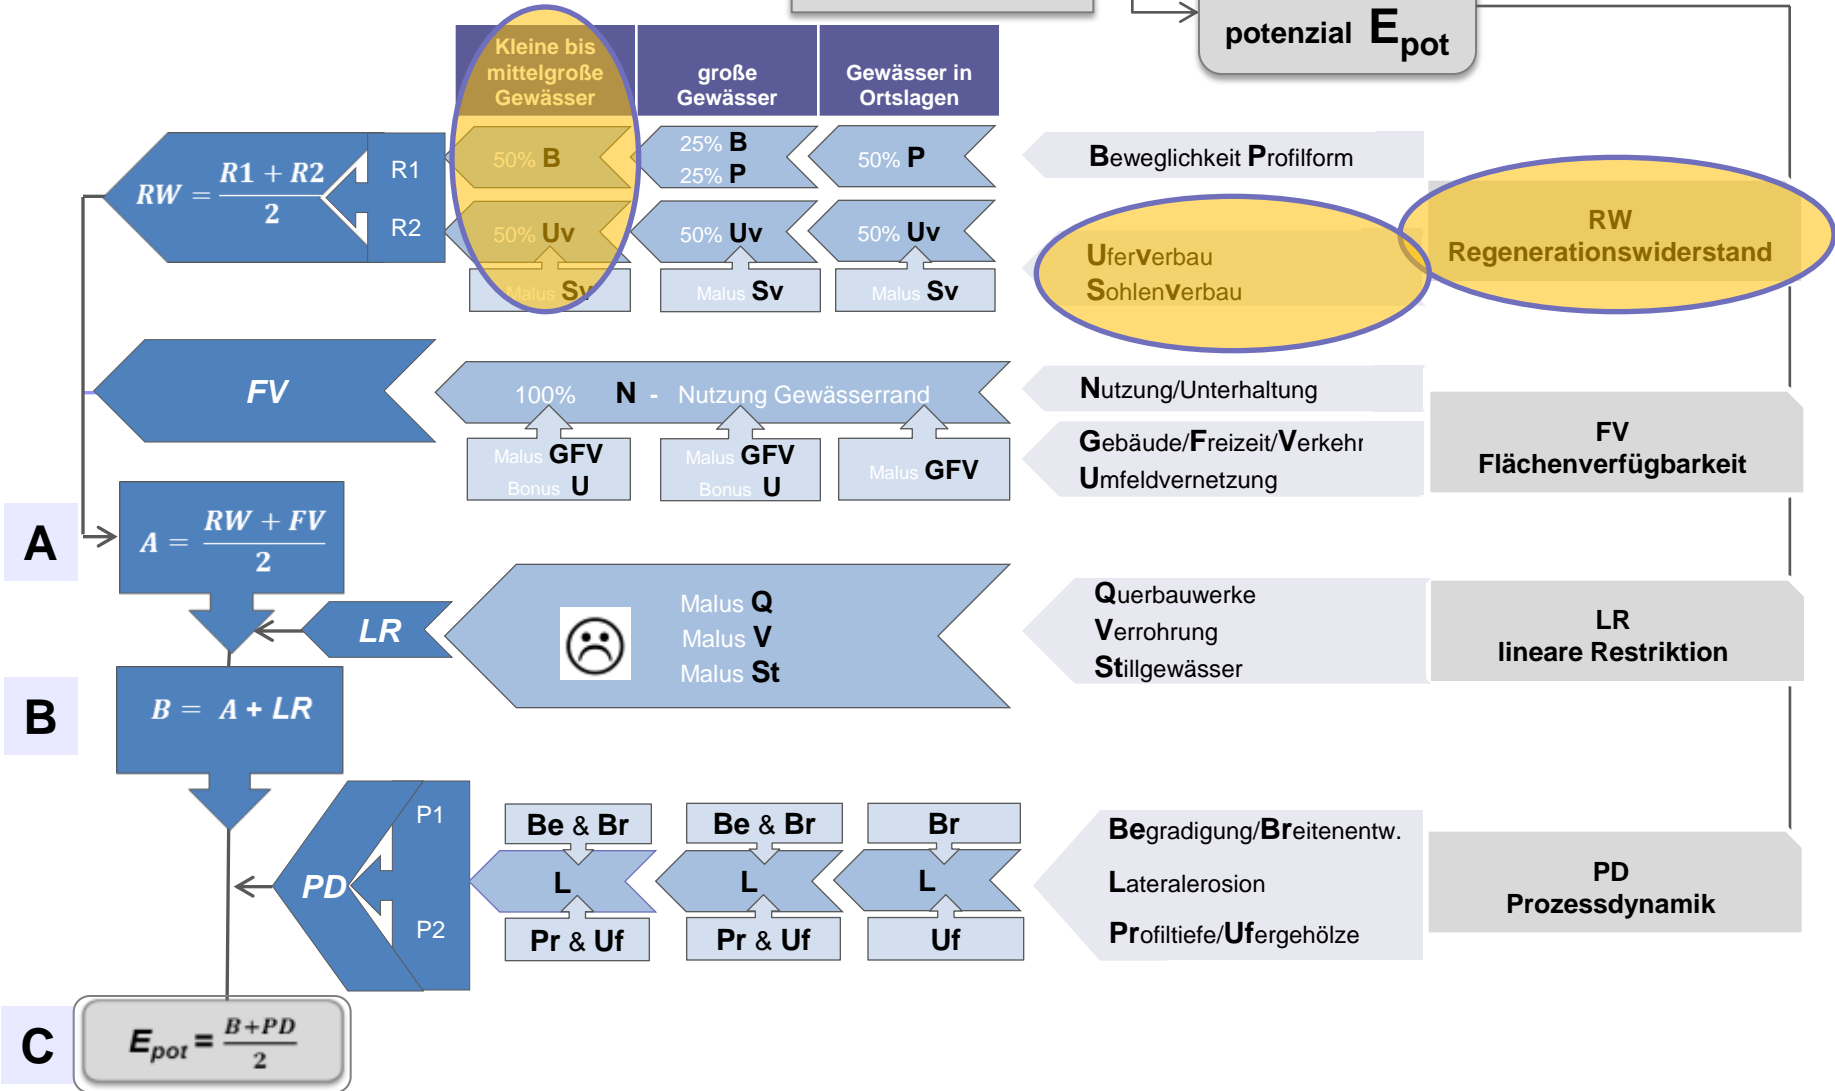 potenzial Epot
Kleine bis
mittelgroße
Gewässer
große
Gewässer
Gewässer in
Ortslagen
RW = R1 + R2 / 2
R1
R2
50% B
25% B
25% P
50% P
50% Uv
50% Uv
50% Uv
Malus Sv
Malus Sv
Malus Sv
Beweglichkeit Profilform
Uferverbau
Sohlenverbau
RW
Regenerationswiderstand
FV
100% N - Nutzung Gewässerrand
Malus GFV
Bonus U
Malus GFV
Bonus U
Malus GFV
Nutzung/Unterhaltung
Gebäude/Freizeit/Verkehr
Umfeldvernetzung
FV
Flächenverfügbarkeit
A
A = RW + FV / 2
LR
Malus Q
Malus V
Malus St
Querbauwerke
Verrohrung
Stillgewässer
LR
lineare Restriktion
B
B = A + LR
PD
P1
P2
Be & Br
Be & Br
Br
L
L
L
Pr & Uf
Pr & Uf
Uf
Begradigung/Breitenentw.
Lateralerosion
Profiltiefe/Ufergehölze
PD
Prozessdynamik
C
Epot = B+PD / 2